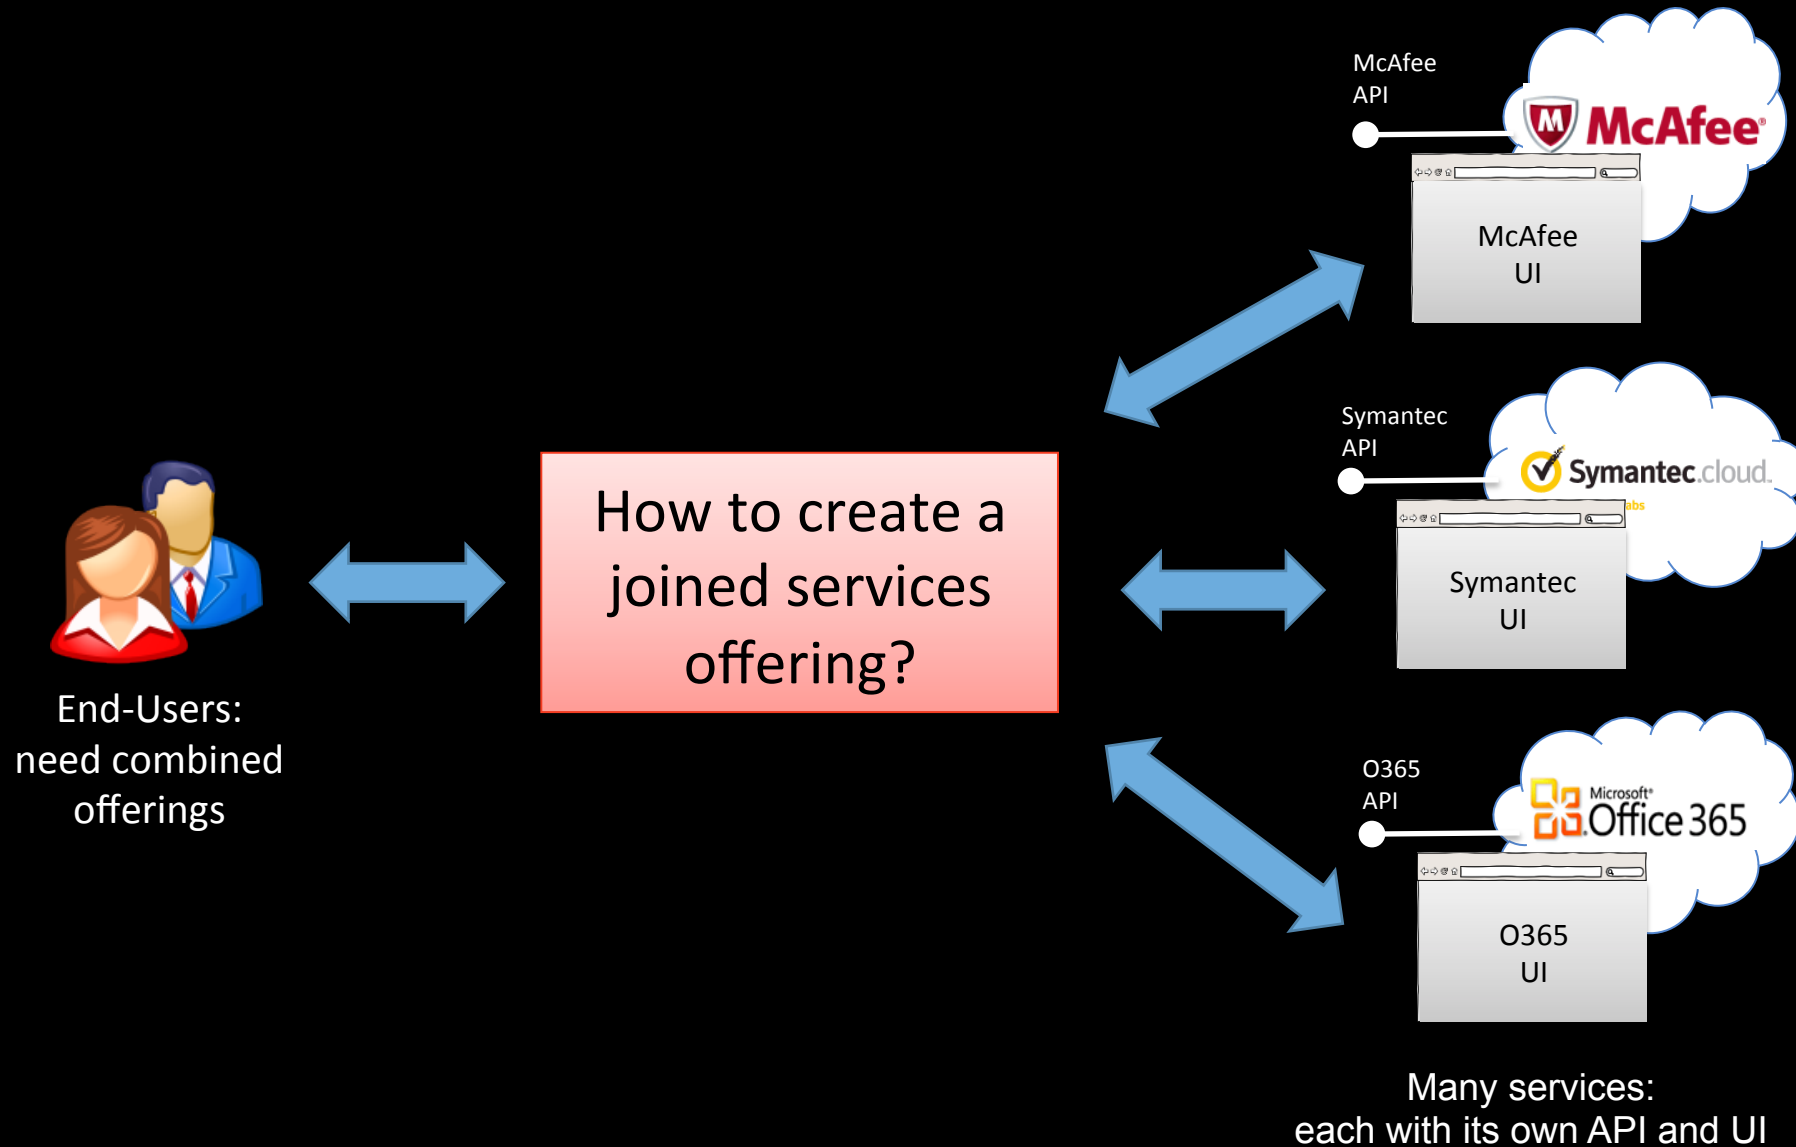 McAfee
API
M McAfee®
McAfee
UI
Symantec
API
Symantec.cloud.
abs
Symantec
UI
How to create a
joined services
offering?
End-Users:
need combined
offerings
O365
API
Microsoft®
Office 365
O365
UI
Many services:
each with its own API and UI